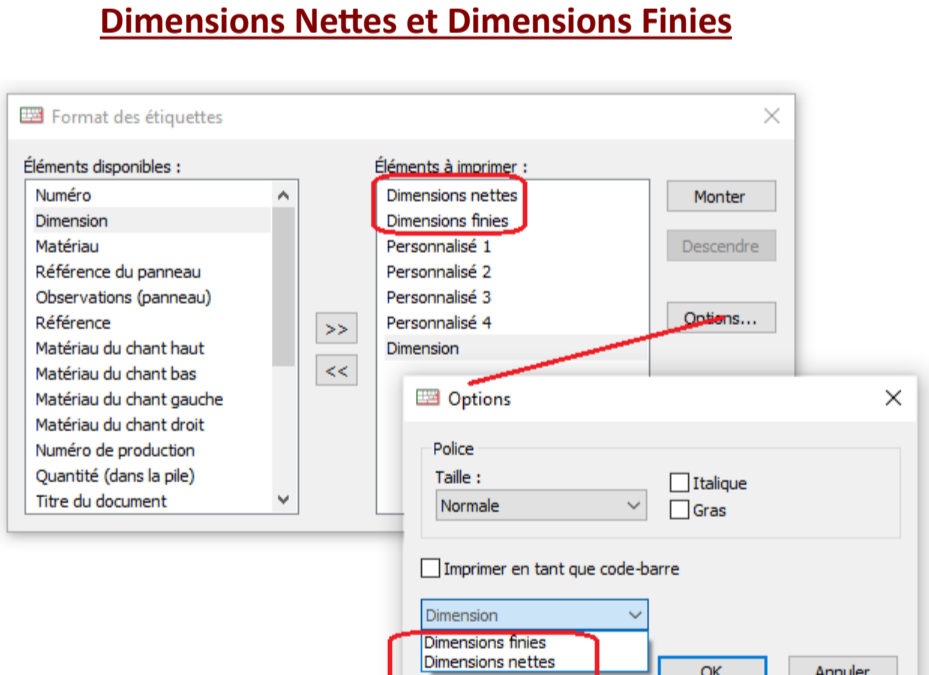 Dimensions Nettes et Dimensions Finies
Format des étiquettes
Éléments disponibles :
Numéro
Dimension
Matériau
Référence du panneau
Observations (panneau)
Référence
Matériau du chant haut
Matériau du chant bas
Matériau du chant gauche
Matériau du chant droit
Numéro de production
Quantité (dans la pile)
Titre du document
>>
<<
Éléments à imprimer :
Dimensions nettes
Dimensions finies
Personnalisé 1
Personnalisé 2
Personnalisé 3
Personnalisé 4
Dimension
Monter
Descendre
Options...
Options
Police
Taille :
Normale
Italique
Gras
Imprimer en tant que code-barre
Dimension
Dimensions finies
Dimensions nettes
OK
Annuler